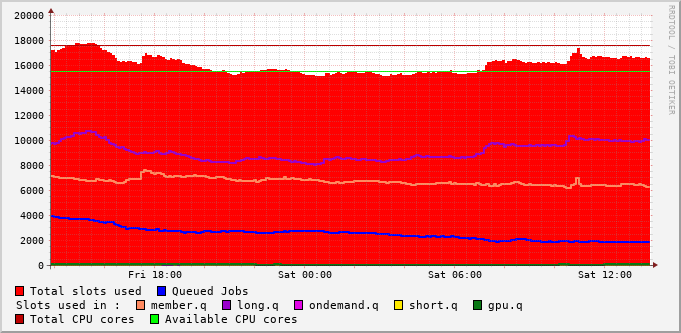 20000
18000
16000
14000
12000
10000
8000
6000
4000
2000
0
Fri 18:00 Sat 00:00 Sat 06:00 Sat 12:00
Total slots used Queued Jobs
Slots used in : member.q long.q ondemand.q short.q gpu.q
Total CPU cores Available CPU cores
RRDTOOL / TOBI OETIKER